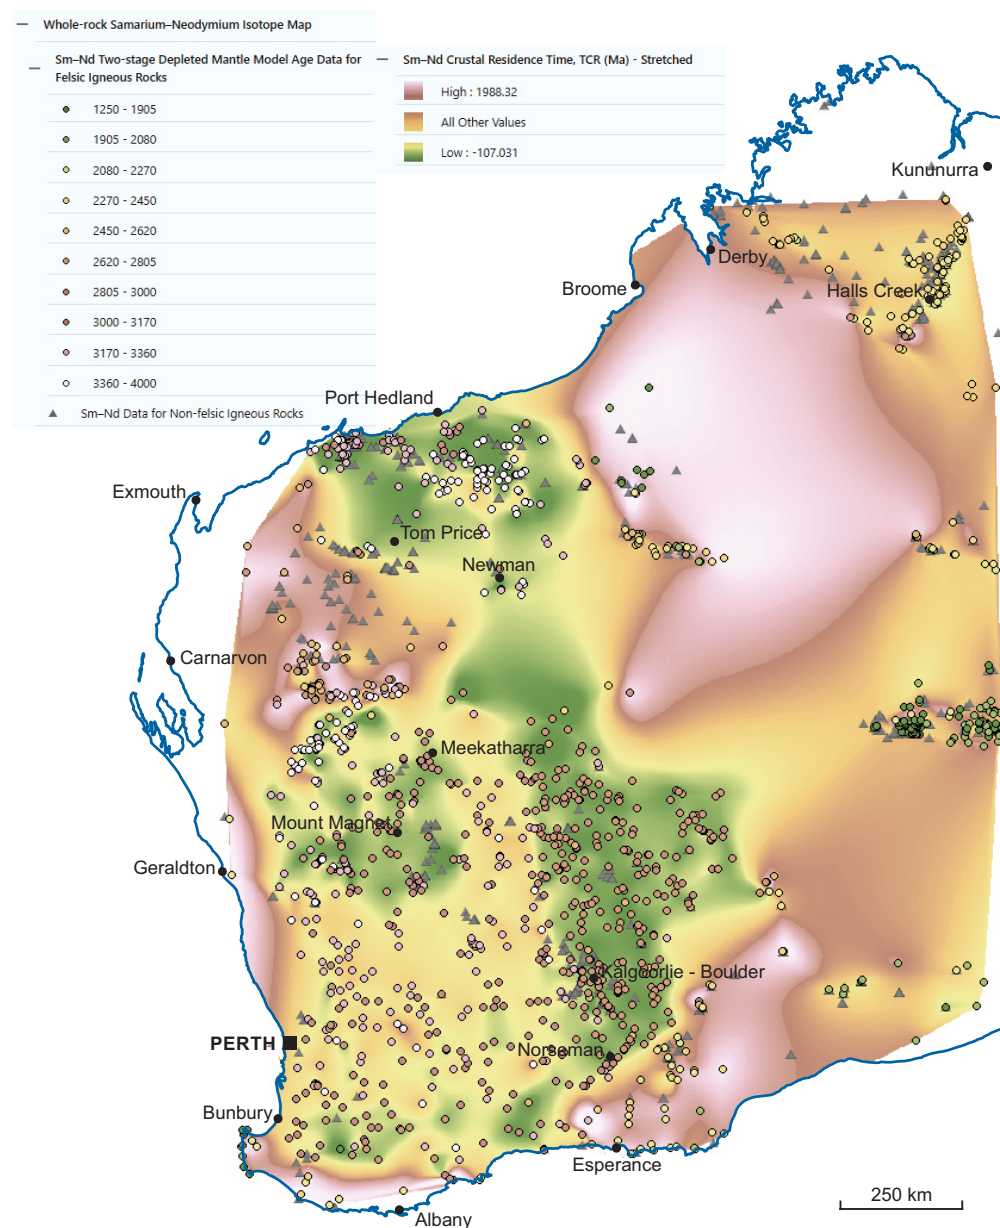 Whole-rock Samarium–Neodymium Isotope Map
Sm–Nd Two-stage Depleted Mantle Model Age Data for
Felsic Igneous Rocks
1250 - 1905
1905 - 2080
2080 - 2270
2270 - 2450
2450 - 2620
2620 - 2805
2805 - 3000
3000 - 3170
3170 - 3360
3360 - 4000
Sm–Nd Data for Non-felsic Igneous Rocks
Sm–Nd Crustal Residence Time, TCR (Ma) - Stretched
High : 1988.32
All Other Values
Low : -107.031
Kununurra
Derby
Broome
Halls Creek
Port Hedland
Exmouth
Tom Price
Newman
Carnarvon
Meekatharra
Mount Magnet
Geraldton
Kalgoorlie - Boulder
PERTH
Norseman
Bunbury
Esperance
Albany
250 km